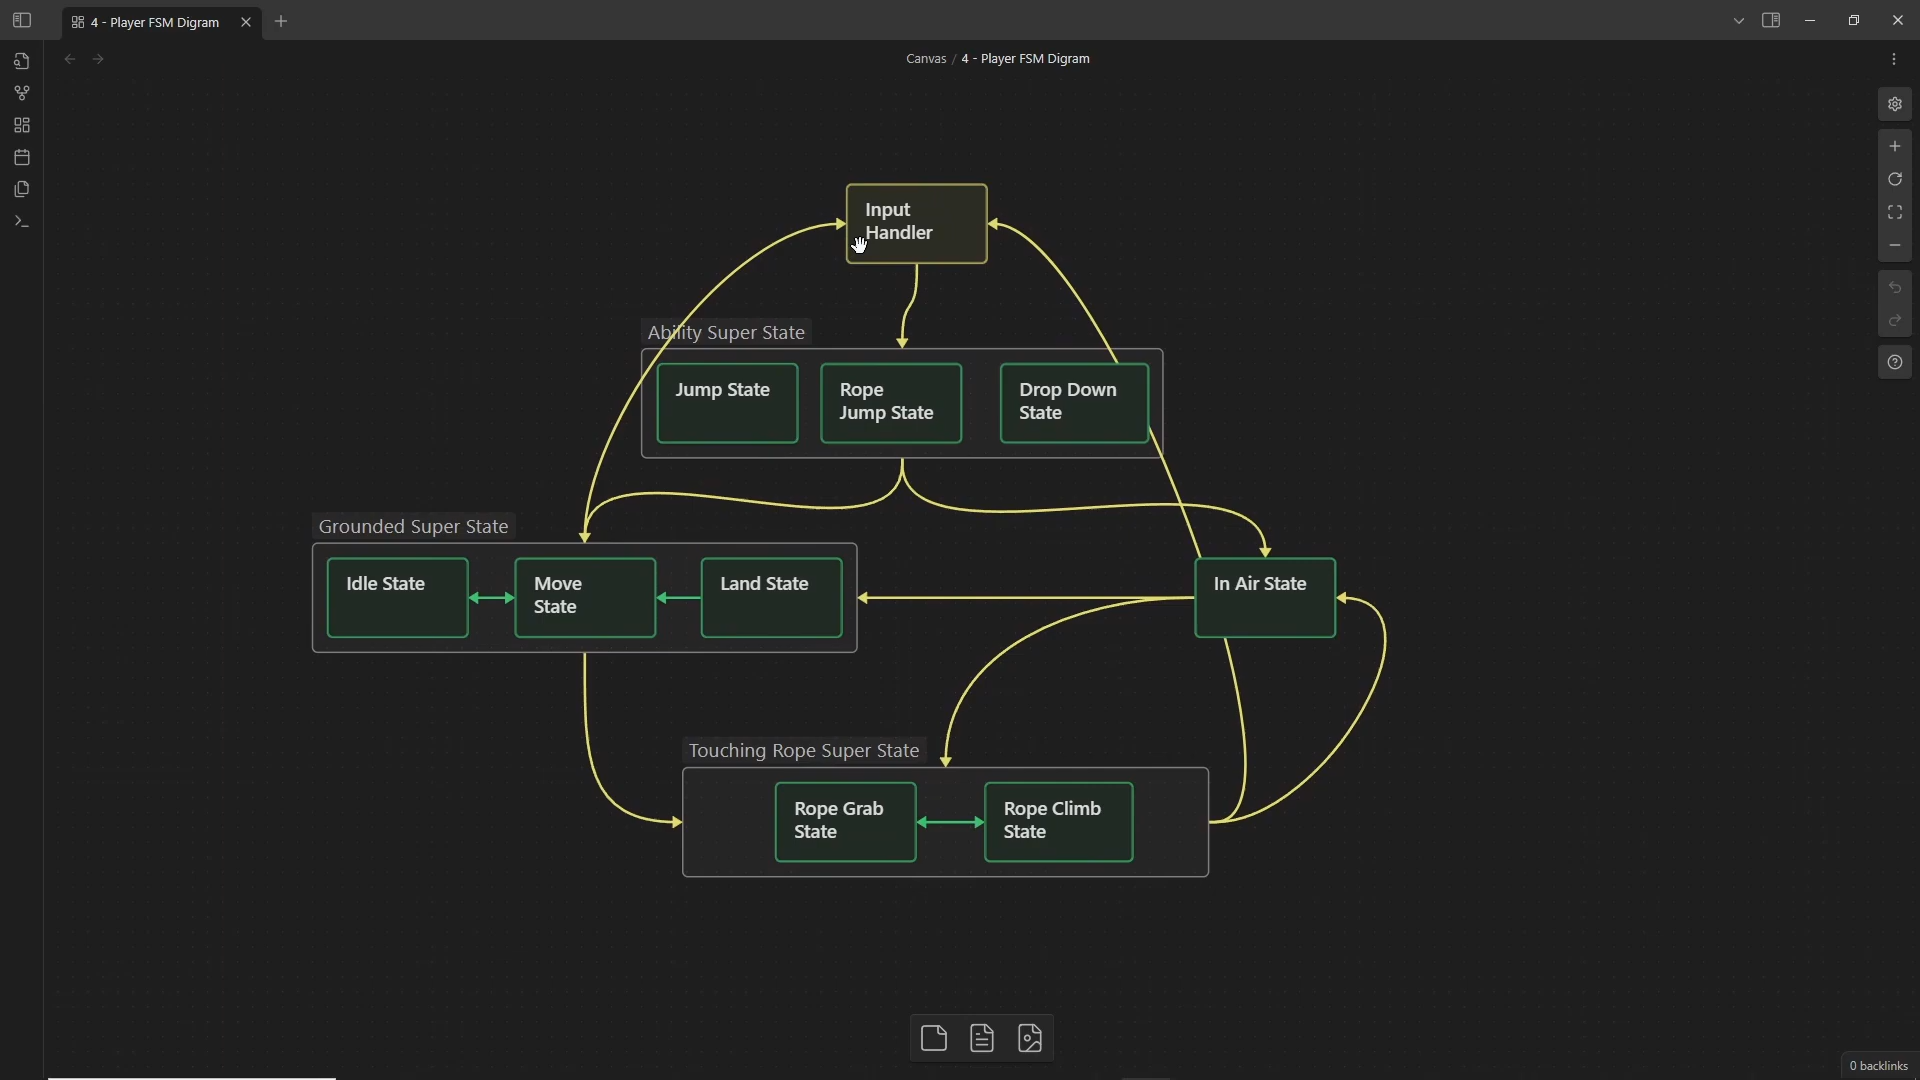 4 - Player FSM Digram
Canvas / 4 - Player FSM Digram
Input
Handler
Ability Super State
Jump State
Rope
Jump State
Drop Down
State
Grounded Super State
Idle State
Move
State
Land State
In Air State
Touching Rope Super State
Rope Grab
State
Rope Climb
State
0 backlinks